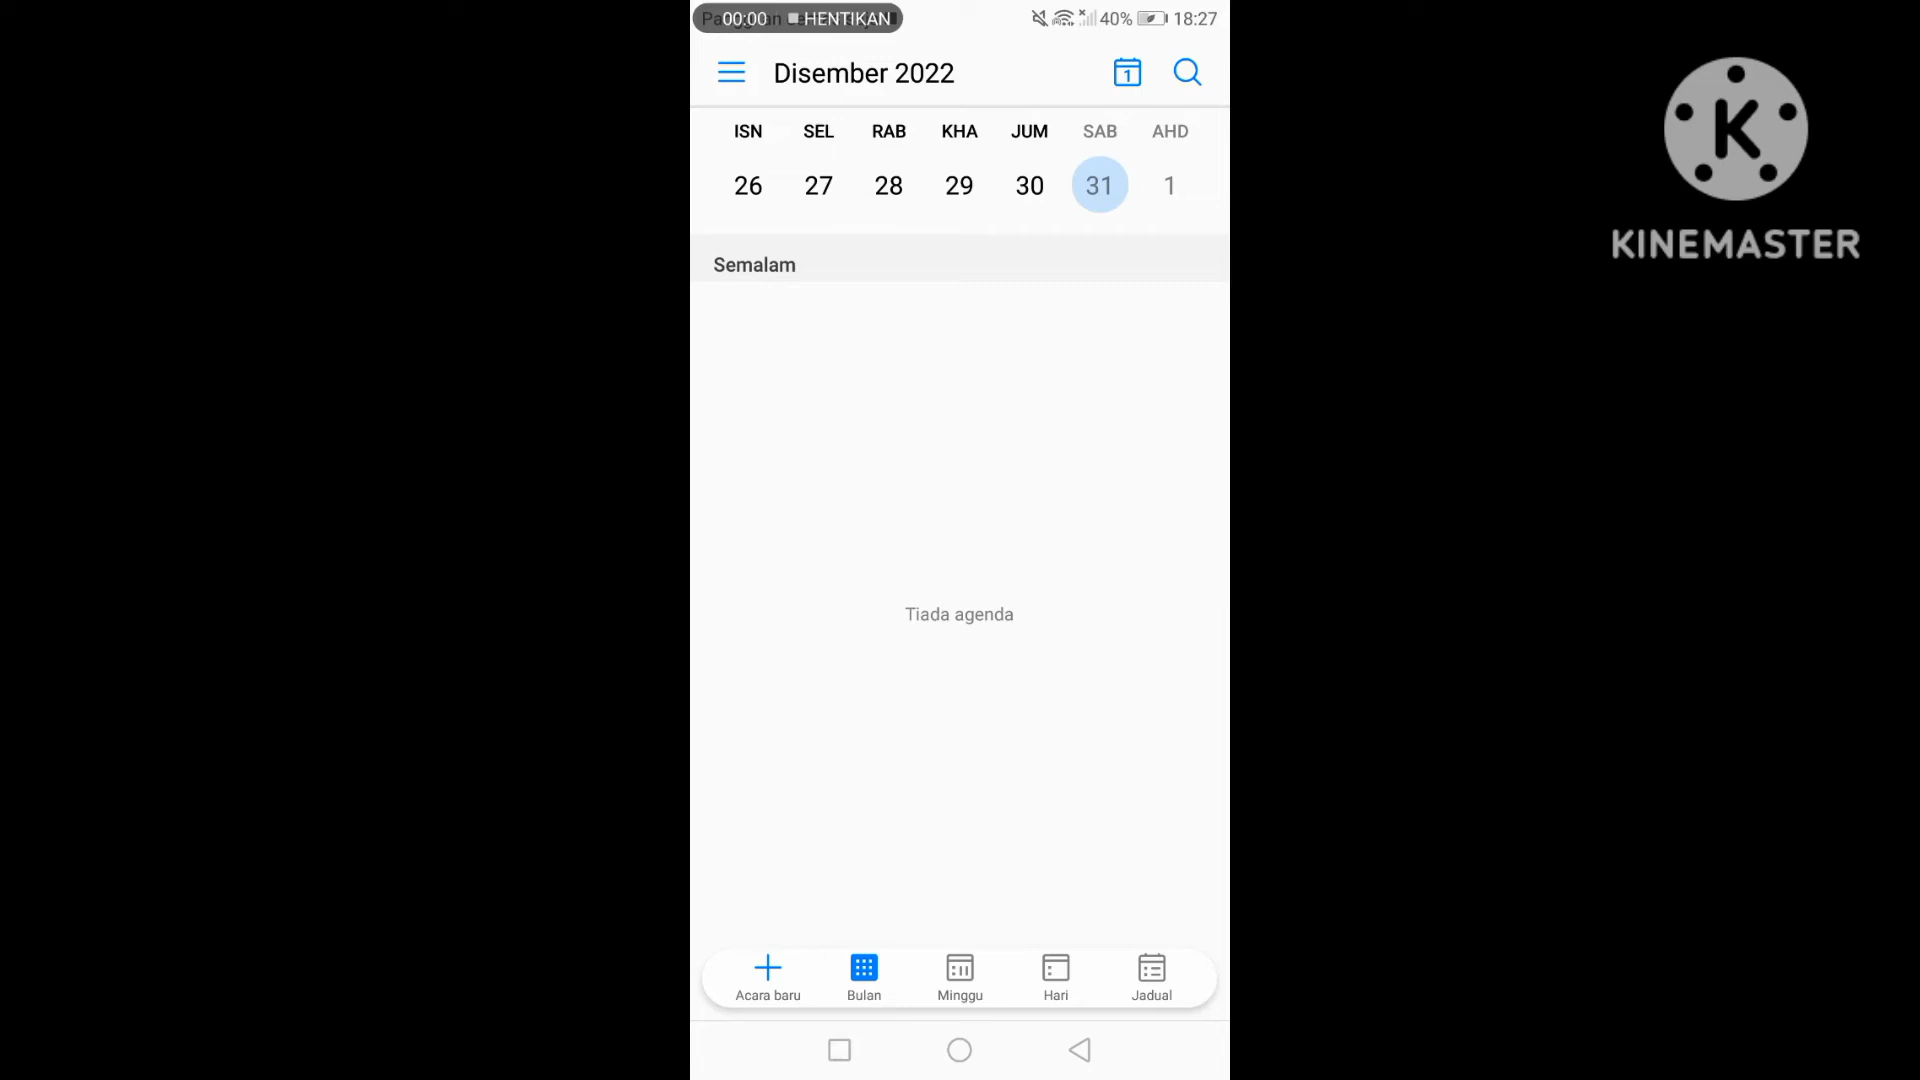 00:00 HENTIKAN 40% 18:27
Disember 2022 1
ISN SEL RAB KHA JUM SAB AHD
26 27 28 29 30 31 1
Semalam
Tiada agenda
Acara baru Bulan Minggu Hari Jadual
K
KINEMASTER